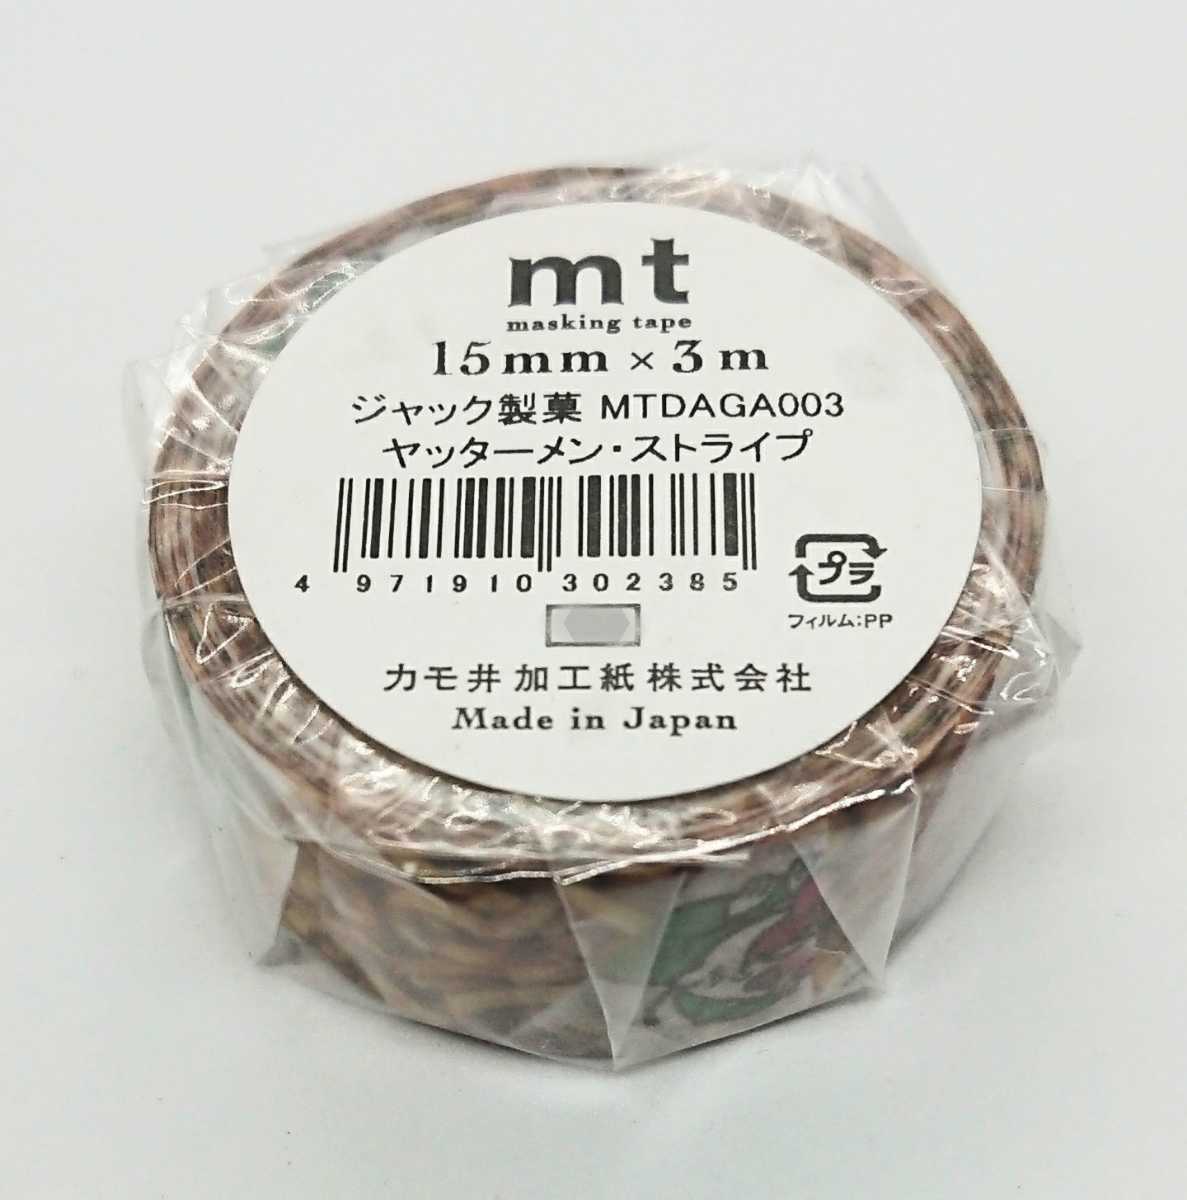 mt
masking tape
15mm×3m
ジャック製菓 MTDAGA003
ヤッターメン・ストライプ
4 971910 302385
プラ
フィルム:PP
カモ井加工紙株式会社
Made in Japan